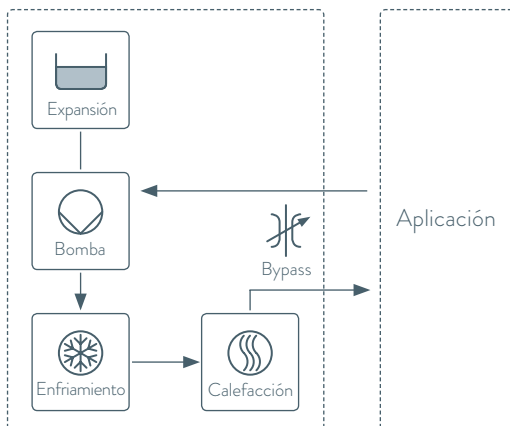 Expansión
Bomba
Aplicación
Bypass
Enfriamiento
Calefacción